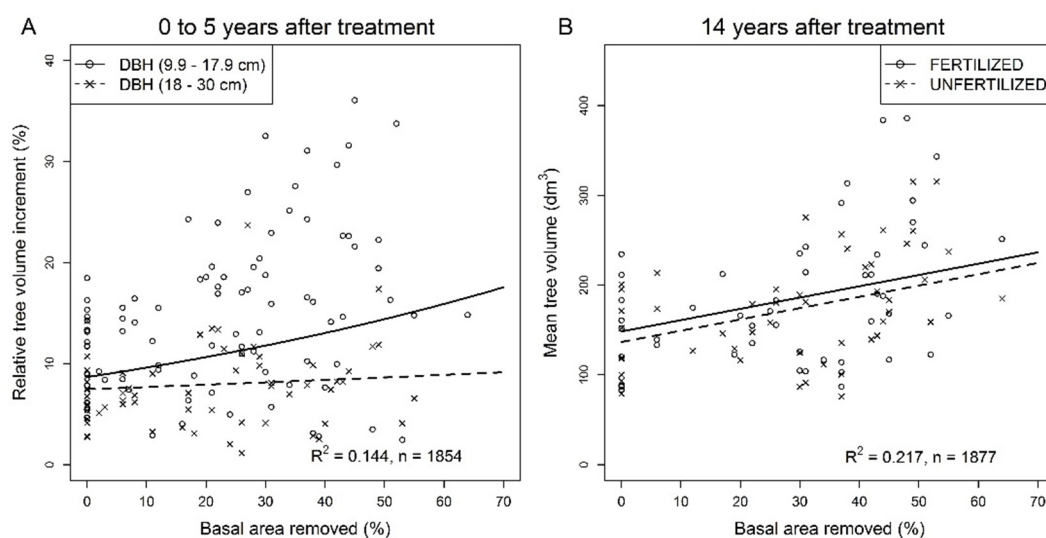 A 0 to 5 years after treatment
DBH (9.9 - 17.9 cm)
DBH (18 - 30 cm)
Relative tree volume increment (%)
40
30
20
10
0
R² = 0.144, n = 1854
0 10 20 30 40 50 60 70
Basal area removed (%)
B 14 years after treatment
FERTILIZED
UNFERTILIZED
Mean tree volume (dm³)
400
300
200
100
0
R² = 0.217, n = 1877
0 10 20 30 40 50 60 70
Basal area removed (%)